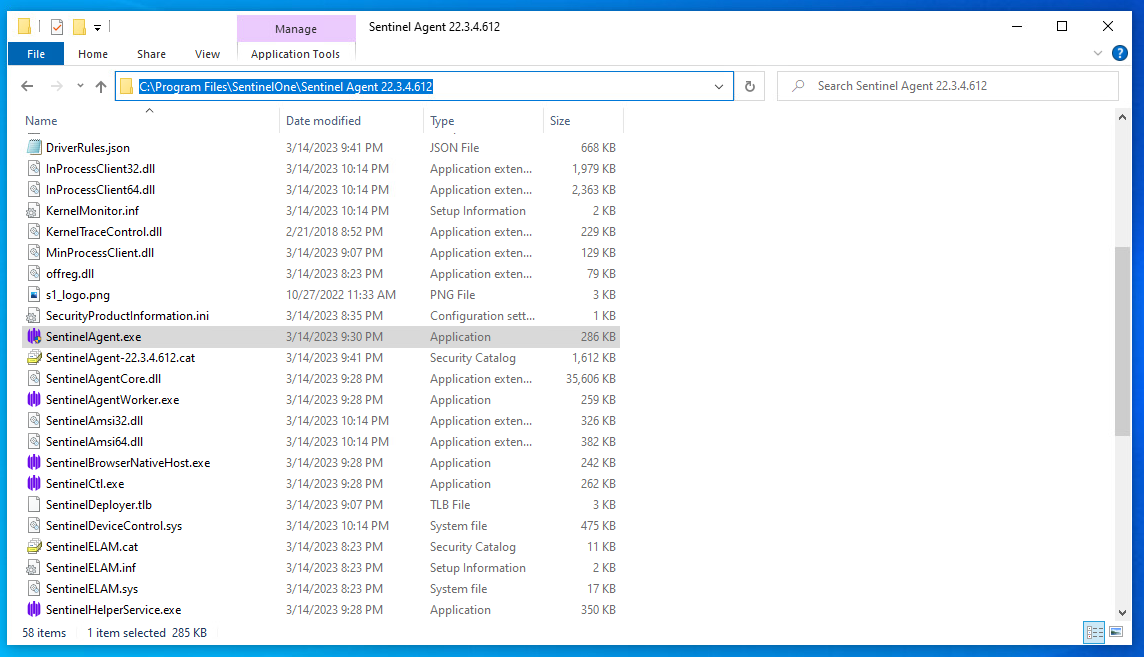 Manage
Sentinel Agent 22.3.4.612
File Home Share View Application Tools
C:\Program Files\SentinelOne\Sentinel Agent 22.3.4.612
Search Sentinel Agent 22.3.4.612
Name Date modified Type Size
DriverRules.json 3/14/2023 9:41 PM JSON File 668 KB
InProcessClient32.dll 3/14/2023 10:14 PM Application exten... 1,979 KB
InProcessClient64.dll 3/14/2023 10:14 PM Application exten... 2,363 KB
KernelMonitor.inf 3/14/2023 10:14 PM Setup Information 2 KB
KernelTraceControl.dll 2/21/2018 8:52 PM Application exten... 229 KB
MinProcessClient.dll 3/14/2023 9:07 PM Application exten... 129 KB
offreg.dll 3/14/2023 8:23 PM Application exten... 79 KB
s1_logo.png 10/27/2022 11:33 AM PNG File 3 KB
SecurityProductInformation.ini 3/14/2023 8:35 PM Configuration sett... 1 KB
SentinelAgent.exe 3/14/2023 9:30 PM Application 286 KB
SentinelAgent-22.3.4.612.cat 3/14/2023 9:41 PM Security Catalog 1,612 KB
SentinelAgentCore.dll 3/14/2023 9:28 PM Application exten... 35,606 KB
SentinelAgentWorker.exe 3/14/2023 9:28 PM Application 259 KB
SentinelAmsi32.dll 3/14/2023 10:14 PM Application exten... 326 KB
SentinelAmsi64.dll 3/14/2023 10:14 PM Application exten... 382 KB
SentinelBrowserNativeHost.exe 3/14/2023 9:28 PM Application 242 KB
SentinelCtl.exe 3/14/2023 9:28 PM Application 262 KB
SentinelDeployer.tlb 3/14/2023 9:07 PM TLB File 3 KB
SentinelDeviceControl.sys 3/14/2023 10:14 PM System file 475 KB
SentinelELAM.cat 3/14/2023 8:23 PM Security Catalog 11 KB
SentinelELAM.inf 3/14/2023 8:23 PM Setup Information 2 KB
SentinelELAM.sys 3/14/2023 8:23 PM System file 17 KB
SentinelHelperService.exe 3/14/2023 9:28 PM Application 350 KB
58 items 1 item selected 285 KB